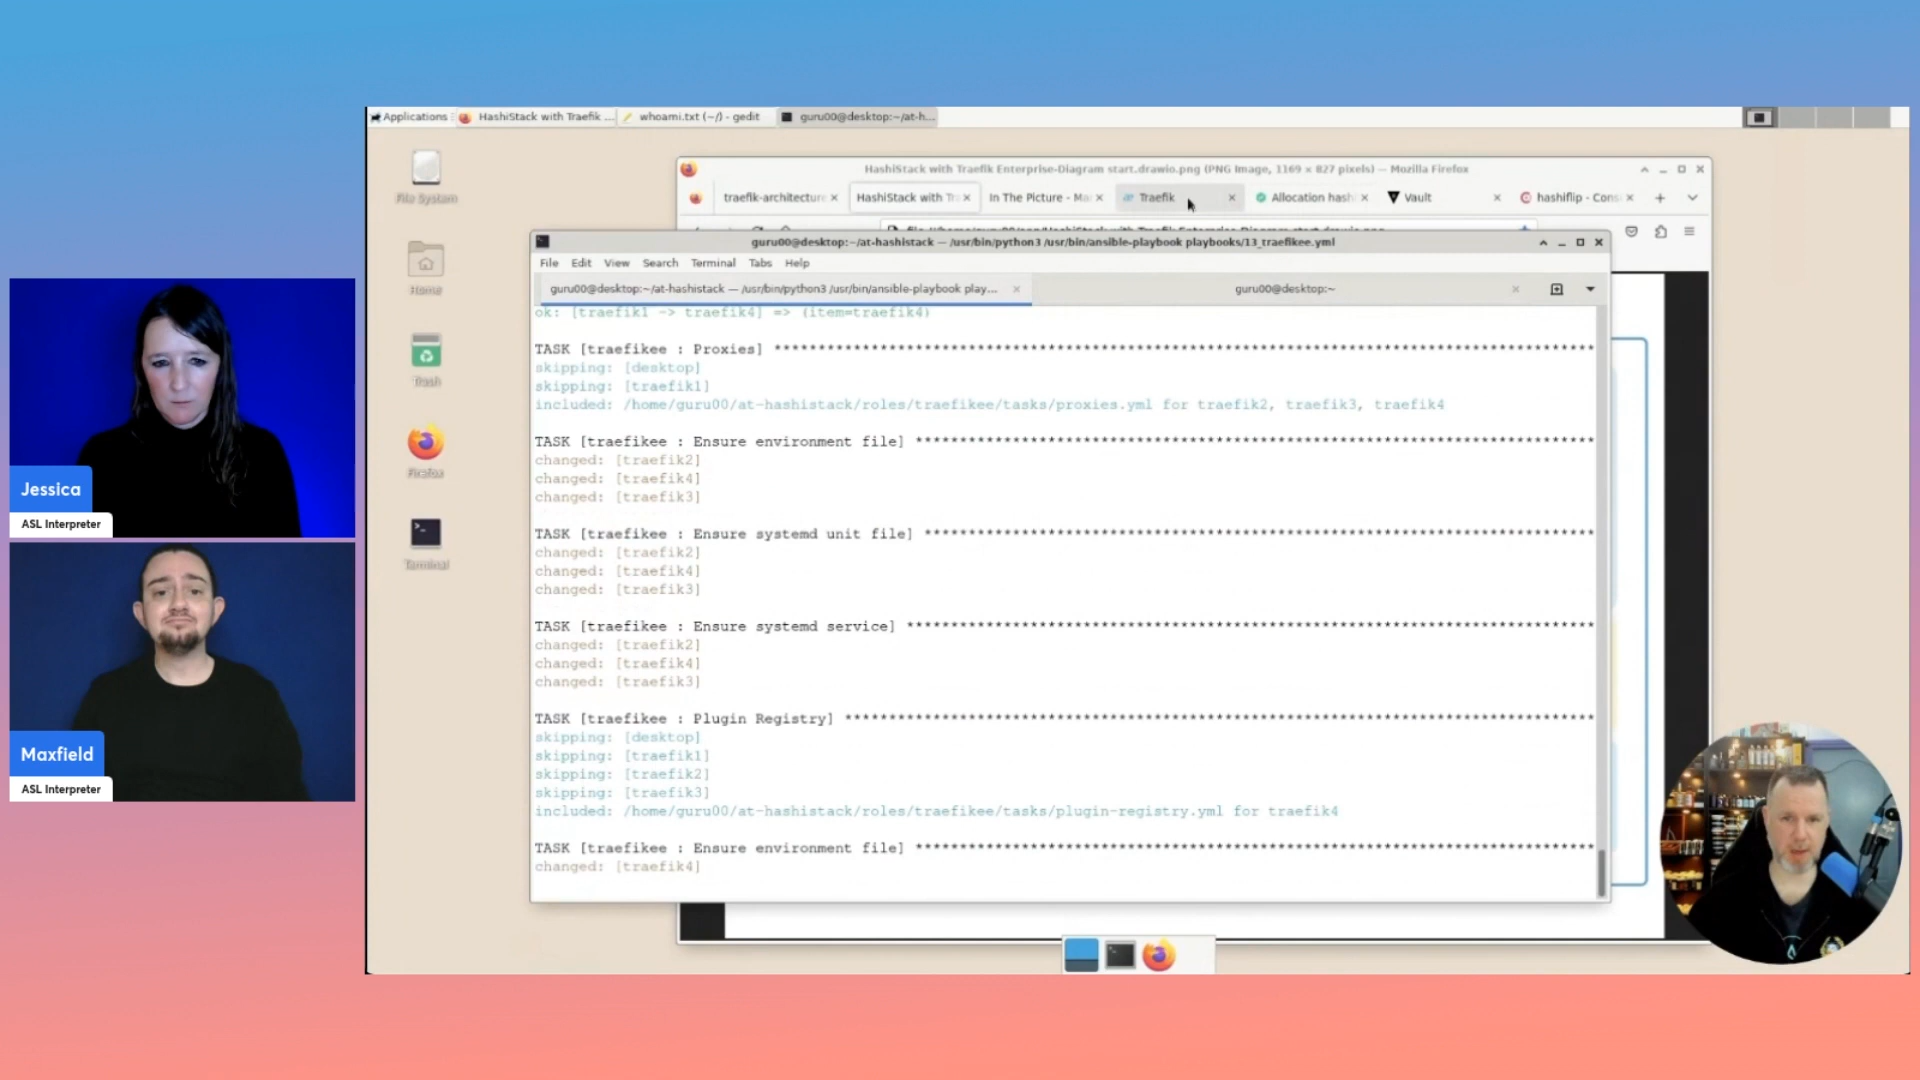 Applications
HashiStack with Traefik ...
whoami.txt (~/) - gedit
guru00@desktop:~/at-h...
File System
Home
Trash
Firefox
Terminal
HashiStack with Traefik Enterprise-Diagram start.drawio.png (PNG Image, 1169 × 827 pixels) — Mozilla Firefox
traefik-architecture
HashiStack with Tr
In The Picture - Ma
Traefik
Allocation hash
Vault
hashiflip - Cons
guru00@desktop:~/at-hashistack — /usr/bin/python3 /usr/bin/ansible-playbook playbooks/13_traefikee.yml
File Edit View Search Terminal Tabs Help
guru00@desktop:~/at-hashistack — /usr/bin/python3 /usr/bin/ansible-playbook play...
guru00@desktop:~
ok: [traefik1 -> traefik4] => (item=traefik4)
TASK [traefikee : Proxies] *********************************************************************************************
skipping: [desktop]
skipping: [traefik1]
included: /home/guru00/at-hashistack/roles/traefikee/tasks/proxies.yml for traefik2, traefik3, traefik4
TASK [traefikee : Ensure environment file] *****************************************************************************
changed: [traefik2]
changed: [traefik4]
changed: [traefik3]
TASK [traefikee : Ensure systemd unit file] ****************************************************************************
changed: [traefik2]
changed: [traefik4]
changed: [traefik3]
TASK [traefikee : Ensure systemd service] ******************************************************************************
changed: [traefik2]
changed: [traefik4]
changed: [traefik3]
TASK [traefikee : Plugin Registry] *************************************************************************************
skipping: [desktop]
skipping: [traefik1]
skipping: [traefik2]
skipping: [traefik3]
included: /home/guru00/at-hashistack/roles/traefikee/tasks/plugin-registry.yml for traefik4
TASK [traefikee : Ensure environment file] *****************************************************************************
changed: [traefik4]
Jessica
ASL Interpreter
Maxfield
ASL Interpreter